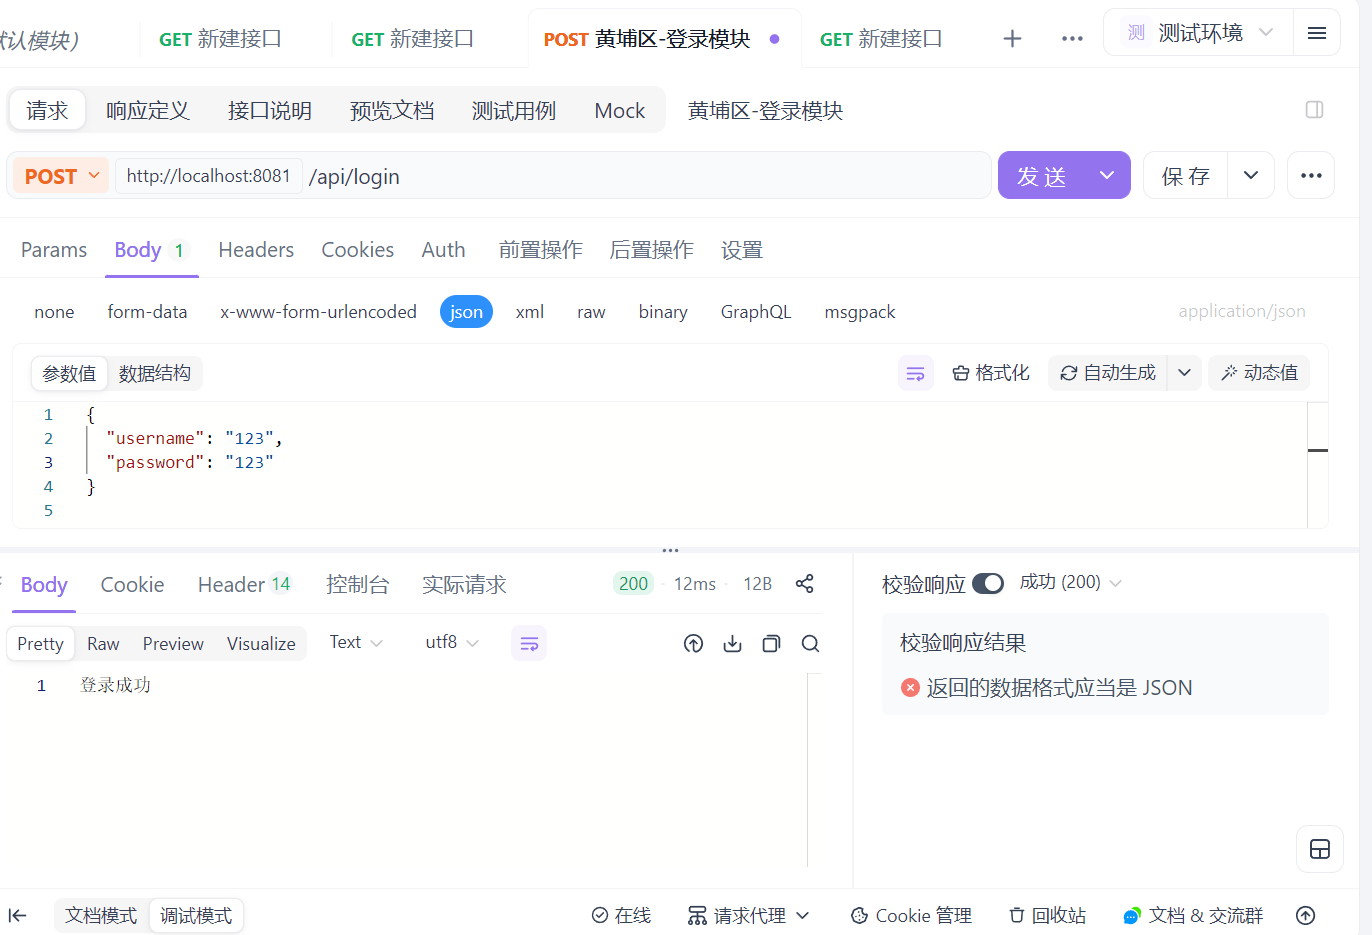 认模块）
GET 新建接口
GET 新建接口
POST 黄埔区-登录模块
GET 新建接口
测 测试环境
请求
响应定义
接口说明
预览文档
测试用例
Mock
黄埔区-登录模块
POST
http://localhost:8081
/api/login
发送
保存
Params
Body 1
Headers
Cookies
Auth
前置操作
后置操作
设置
none
form-data
x-www-form-urlencoded
json
xml
raw
binary
GraphQL
msgpack
application/json
参数值
数据结构
格式化
自动生成
动态值
1 {
2 "username": "123",
3 "password": "123"
4 }
5
Body
Cookie
Header 14
控制台
实际请求
200
12ms
12B
校验响应
成功 (200)
Pretty
Raw
Preview
Visualize
Text
utf8
校验响应结果
1 登录成功
返回的数据格式应当是 JSON
文档模式
调试模式
在线
请求代理
Cookie 管理
回收站
文档 & 交流群